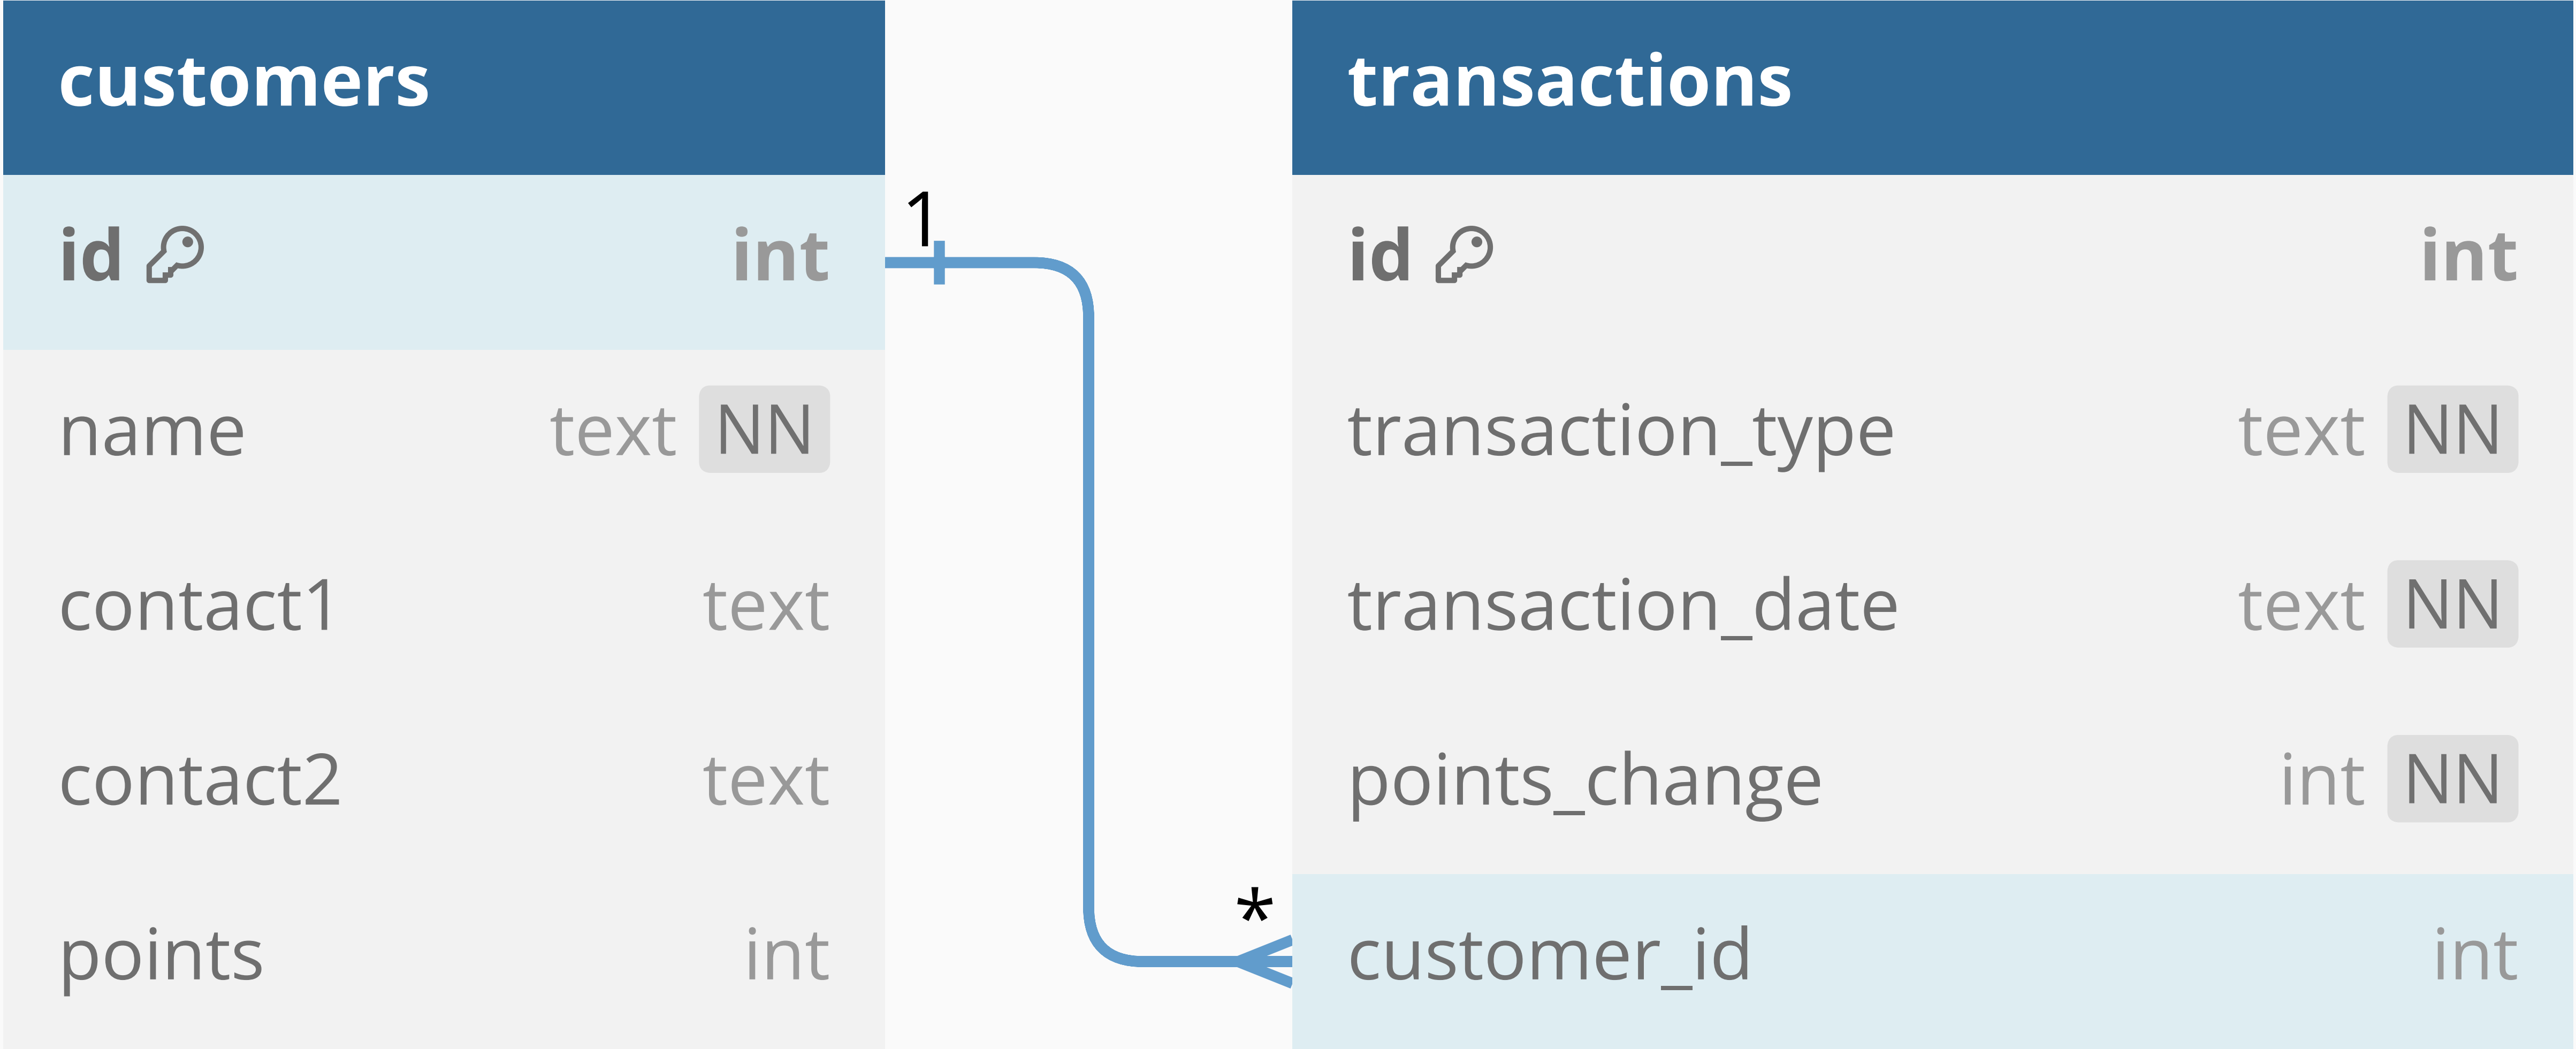 customers
id int
name text NN
contact1 text
contact2 text
points int
1
*
transactions
id int
transaction_type text NN
transaction_date text NN
points_change int NN
customer_id int